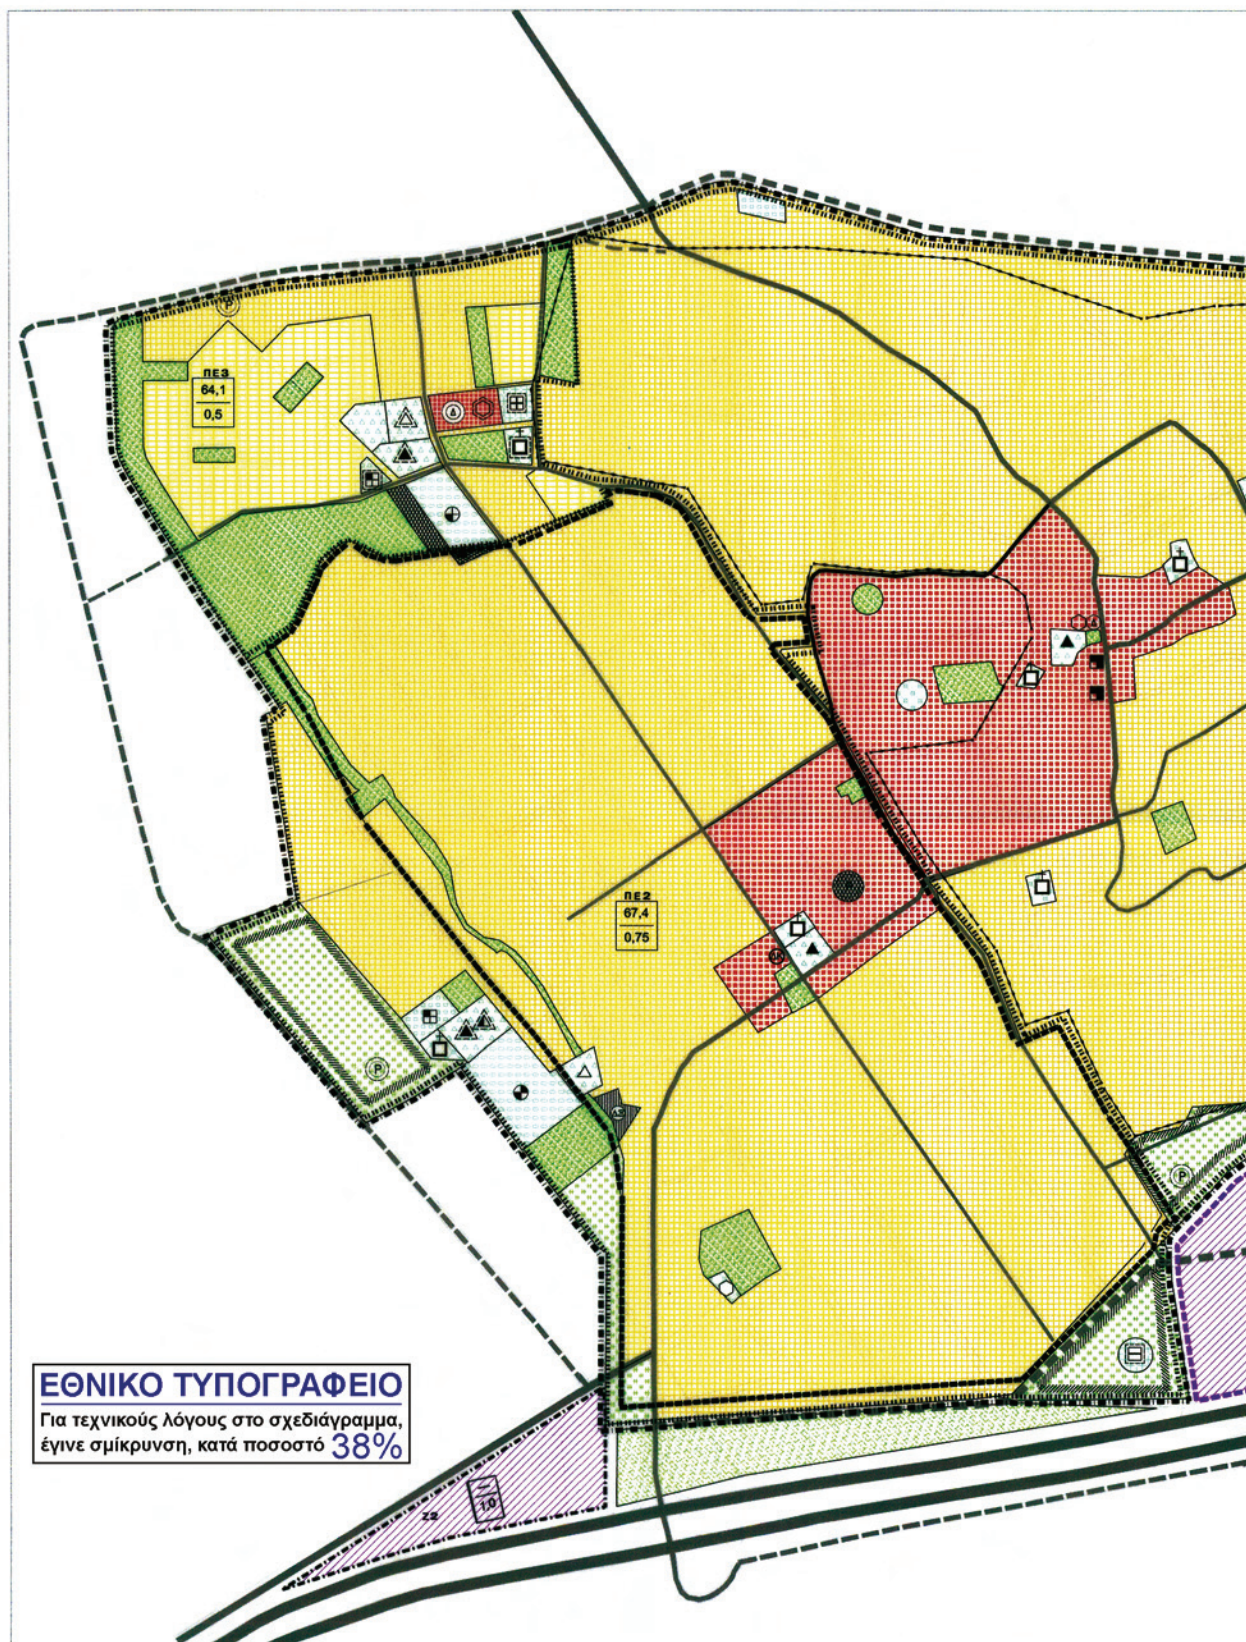 P
ΠΕ3
64,1
0,5
Δ
Δ
ΠΕ2
67,4
0,75
P
P
ΕΘΝΙΚΟ ΤΥΠΟΓΡΑΦΕΙΟ
Για τεχνικούς λόγους στο σχεδιάγραμμα,
έγινε σμίκρυνση, κατά ποσοστό 38%
Ζ2
1,0